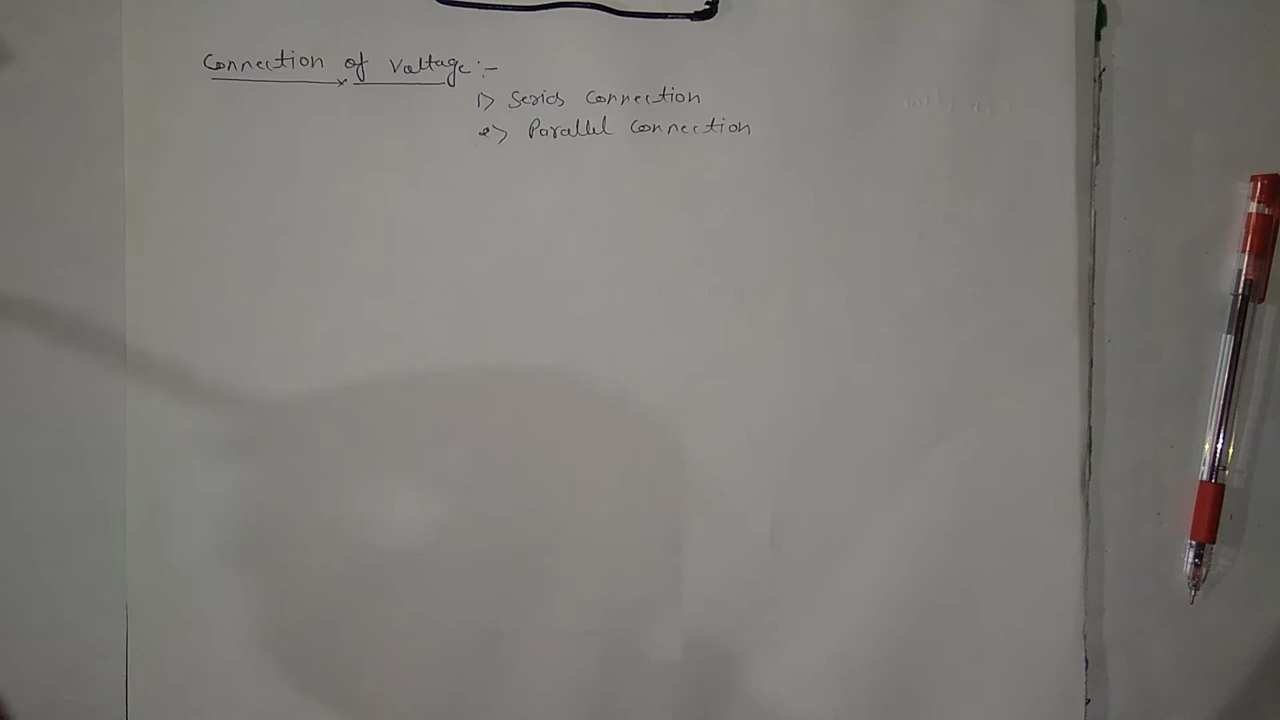 Connection of Voltage:-
1> Series Connection
2> Parallel Connection